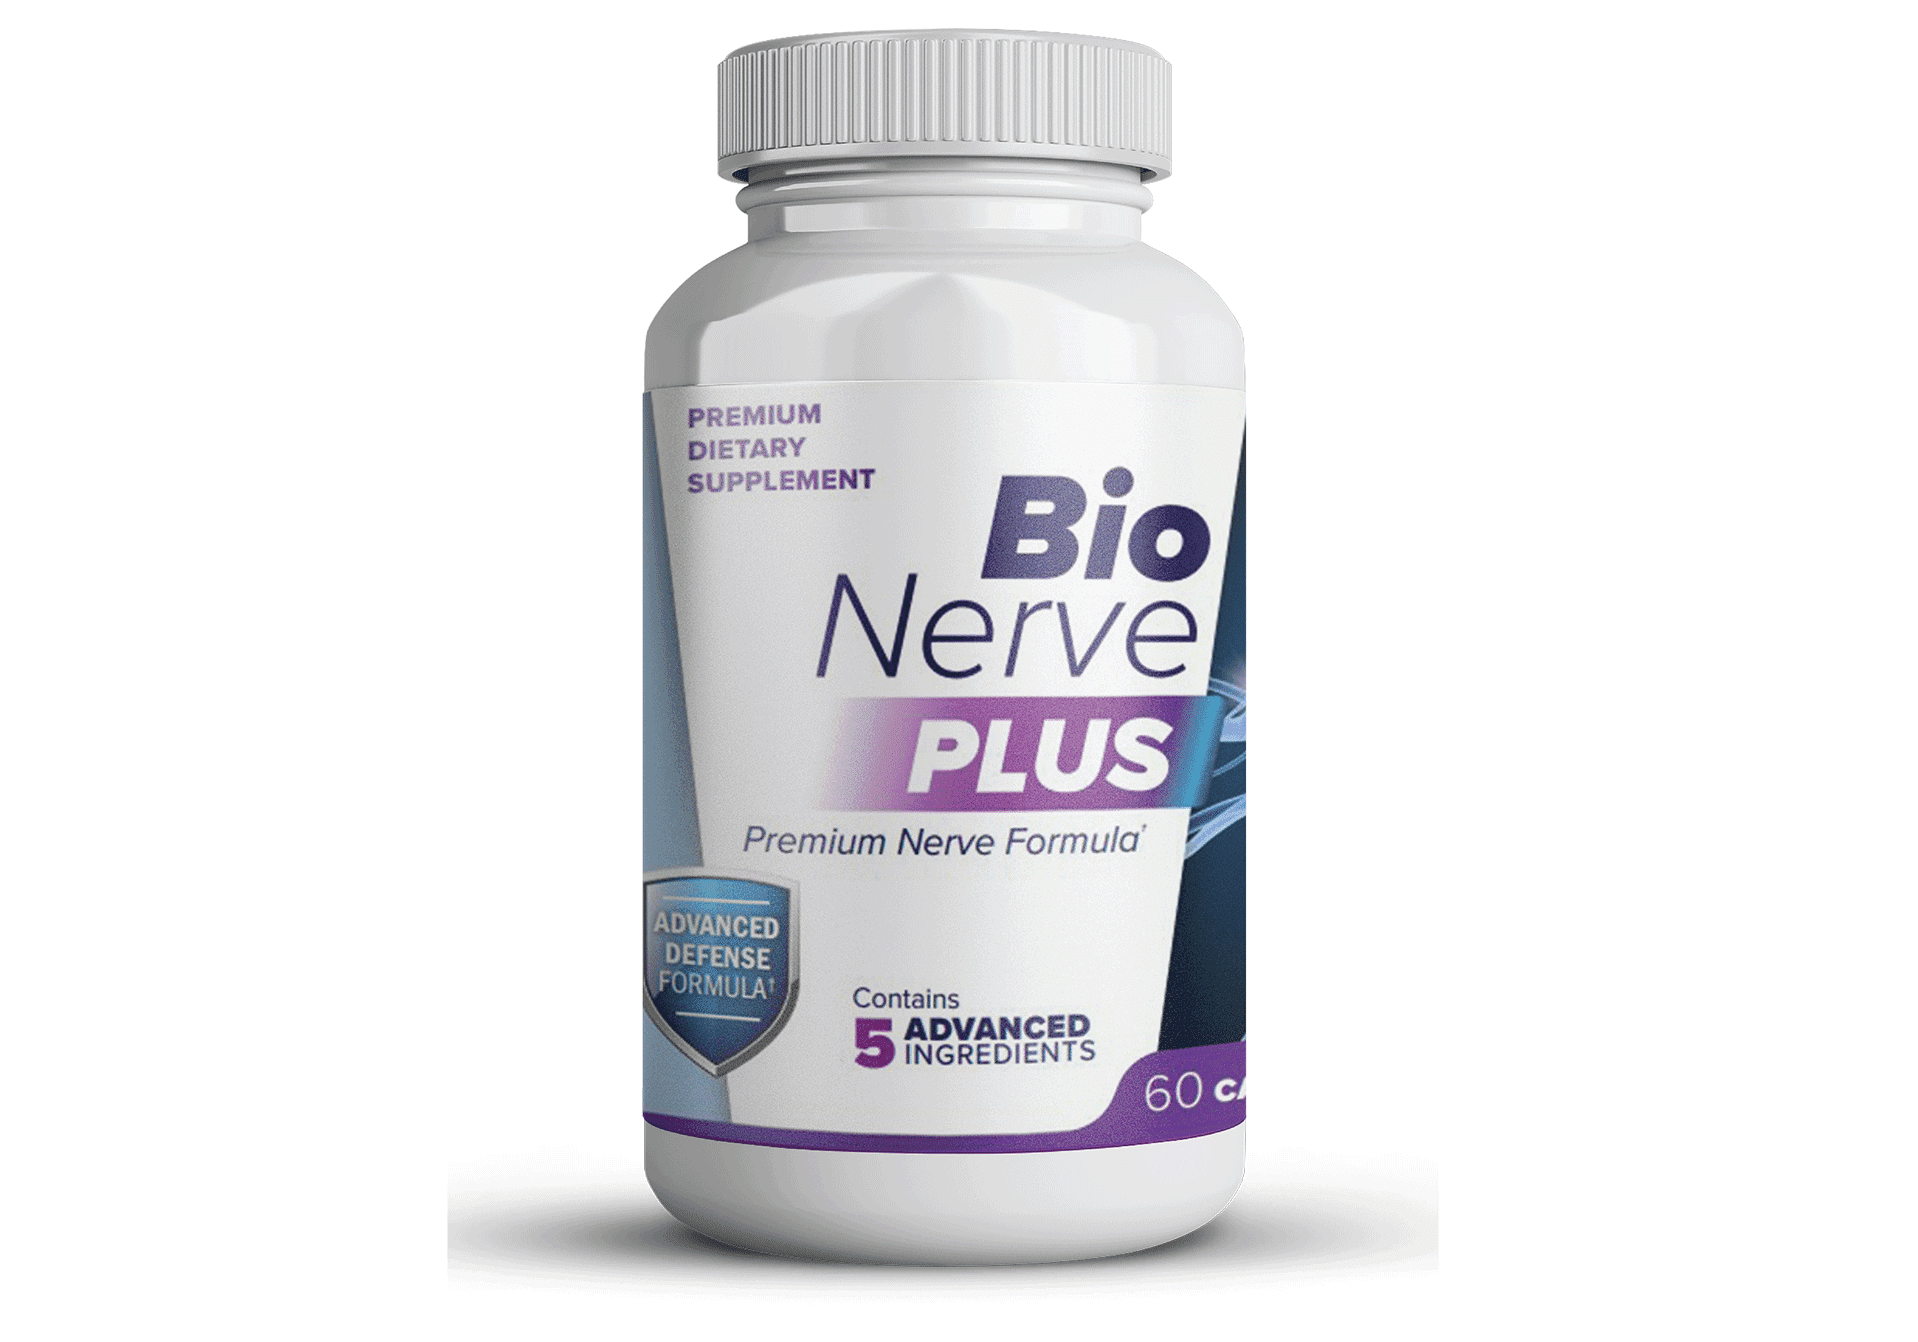 PREMIUM
DIETARY
SUPPLEMENT
Bio
Nerve
PLUS
Premium Nerve Formula†
ADVANCED
DEFENSE
FORMULA†
Contains
5 ADVANCED
INGREDIENTS
60